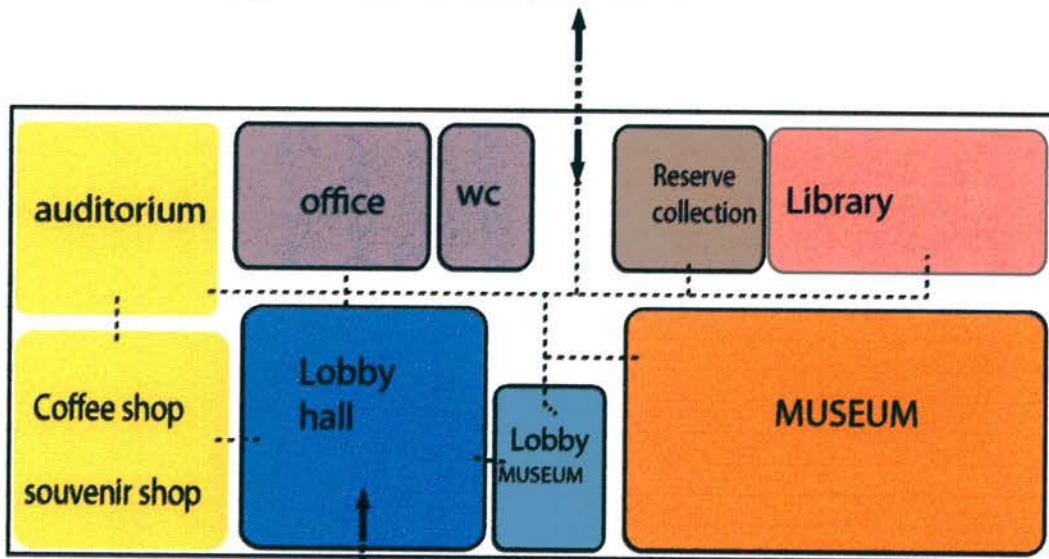 auditorium
office
WC
Reserve
collection
Library
Coffee shop
souvenir shop
Lobby
hall
Lobby
MUSEUM
MUSEUM